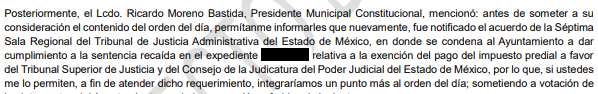 Posteriormente, el Lcdo. Ricardo Moreno Bastida, Presidente Municipal Constitucional, mencionó: antes de someter a su
consideración el contenido del orden del día, permítanme informarles que nuevamente, fue notificado el acuerdo de la Séptima
Sala Regional del Tribunal de Justicia Administrativa del Estado de México, en donde se condena al Ayuntamiento a dar
cumplimiento a la sentencia recaída en el expediente relativa a la exención del pago del impuesto predial a favor
del Tribunal Superior de Justicia y del Consejo de la Judicatura del Poder Judicial del Estado de México, por lo que, si ustedes
me lo permiten, a fin de atender dicho requerimiento, integraríamos un punto más al orden del día; sometiendo a votación de